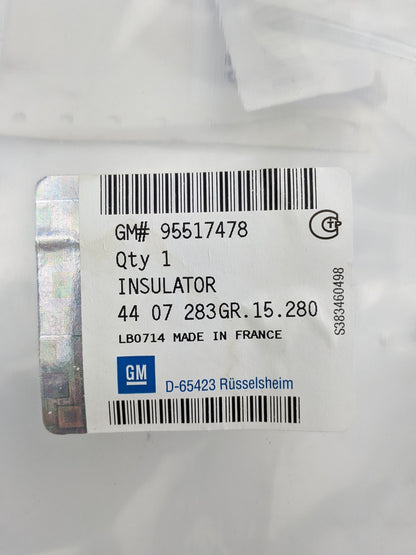 GM# 95517478
Qty 1
INSULATOR
44 07 283GR.15.280
LB0714 MADE IN FRANCE
GM
D-65423 Rüsselsheim
S383460498